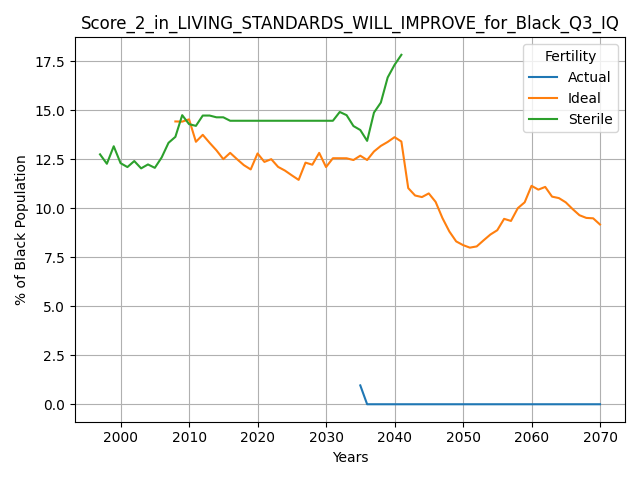 Score_2_in_LIVING_STANDARDS_WILL_IMPROVE_for_Black_Q3_IQ
Fertility
Actual
Ideal
Sterile
% of Black Population
17.5
15.0
12.5
10.0
7.5
5.0
2.5
0.0
2000 2010 2020 2030 2040 2050 2060 2070
Years